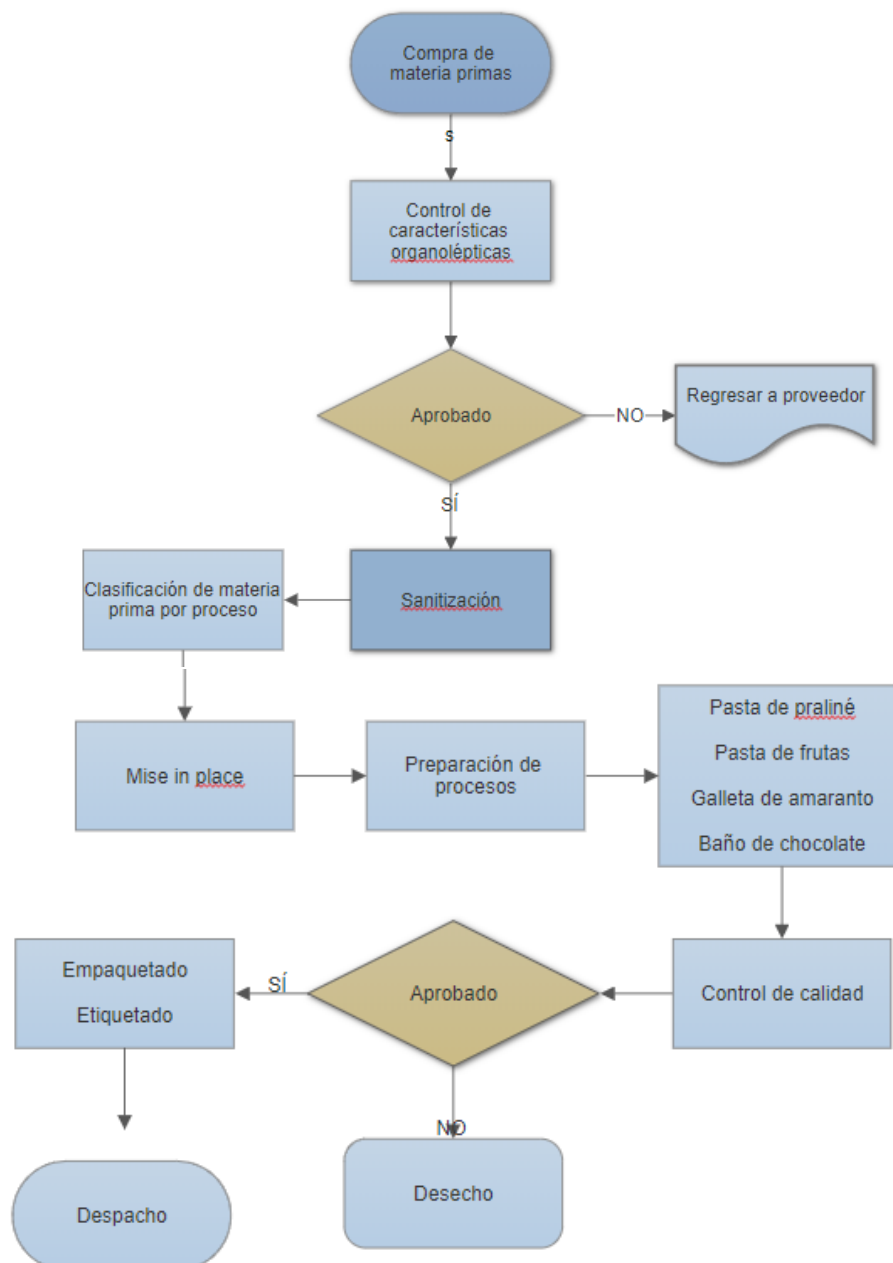 Compra de
materia primas
s
Control de
características
organolépticas
Aprobado
NO
Regresar a proveedor
SÍ
Clasificación de materia
prima por proceso
Sanitización
Mise in place
Preparación de
procesos
Pasta de praliné
Pasta de frutas
Galleta de amaranto
Baño de chocolate
Empaquetado
Etiquetado
SÍ
Aprobado
Control de calidad
NO
Despacho
Desecho